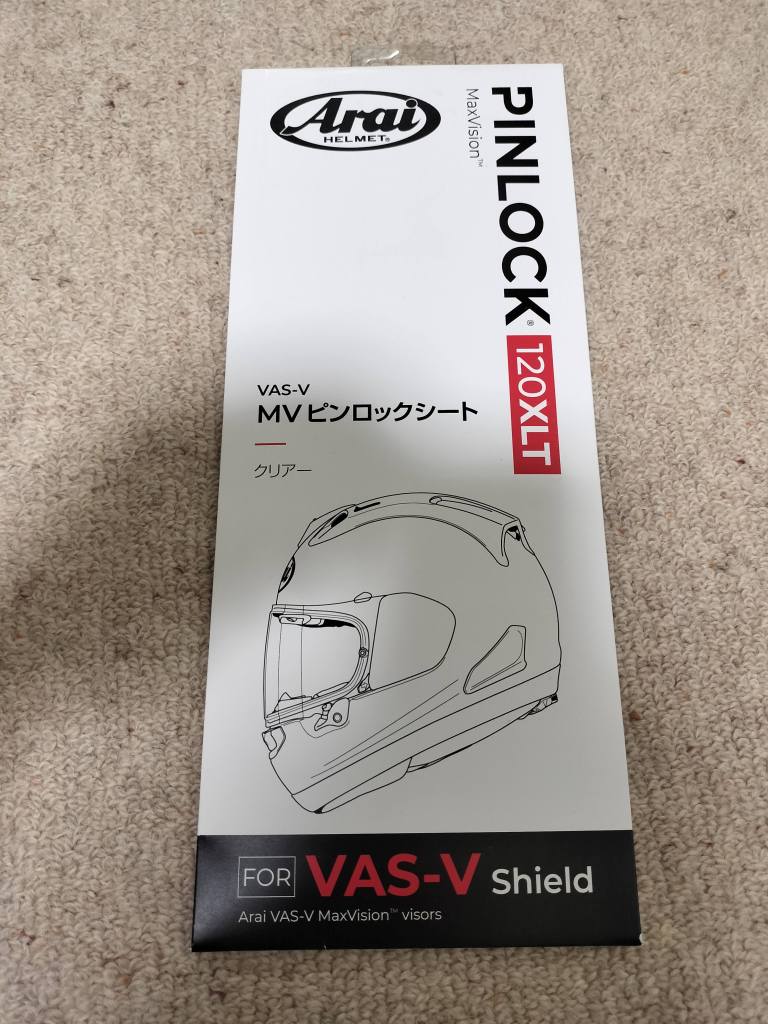 Arai
HELMET®
PINLOCK®
120XLT
MaxVision™
VAS-V
MV ピンロックシート
クリアー
FOR VAS-V Shield
Arai VAS-V MaxVision™ visors